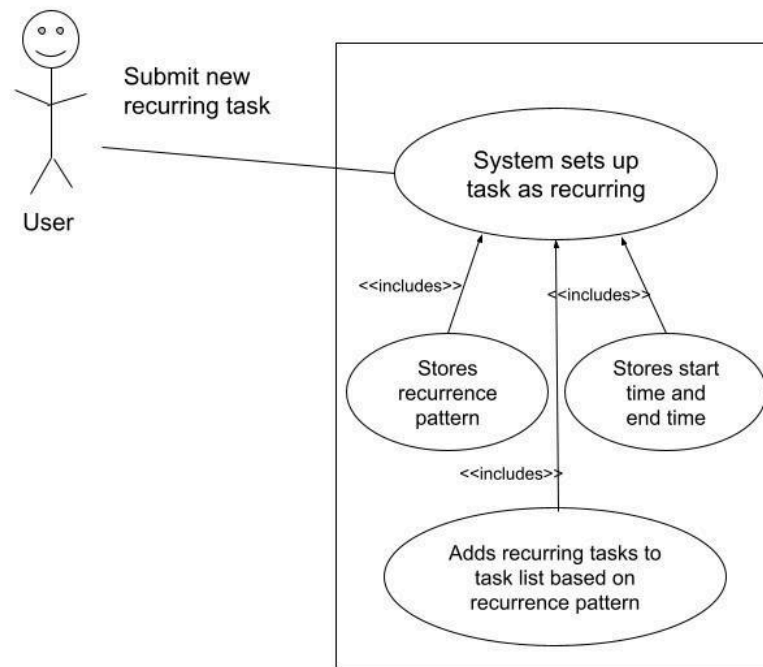 Submit new
recurring task
User
System sets up
task as recurring
<<includes>>
<<includes>>
Stores
recurrence
pattern
Stores start
time and
end time
<<includes>>
Adds recurring tasks to
task list based on
recurrence pattern